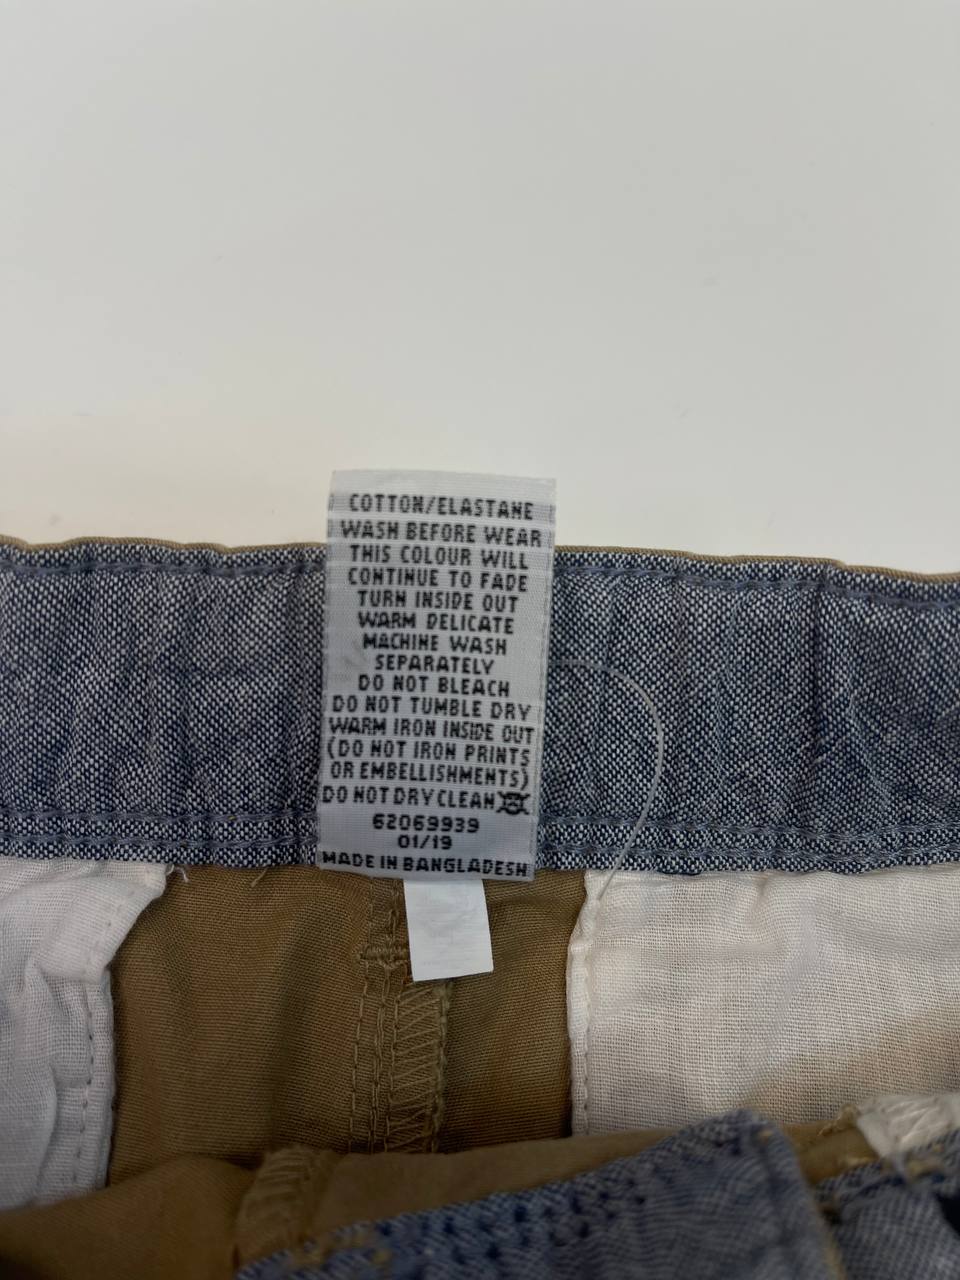 COTTON/ELASTANE
WASH BEFORE WEAR
THIS COLOUR WILL
CONTINUE TO FADE
TURN INSIDE OUT
WARM DELICATE
MACHINE WASH
SEPARATELY
DO NOT BLEACH
DO NOT TUMBLE DRY
WARM IRON INSIDE OUT
(DO NOT IRON PRINTS
OR EMBELLISHMENTS)
DO NOT DRY CLEAN
62069939
01/19
MADE IN BANGLADESH